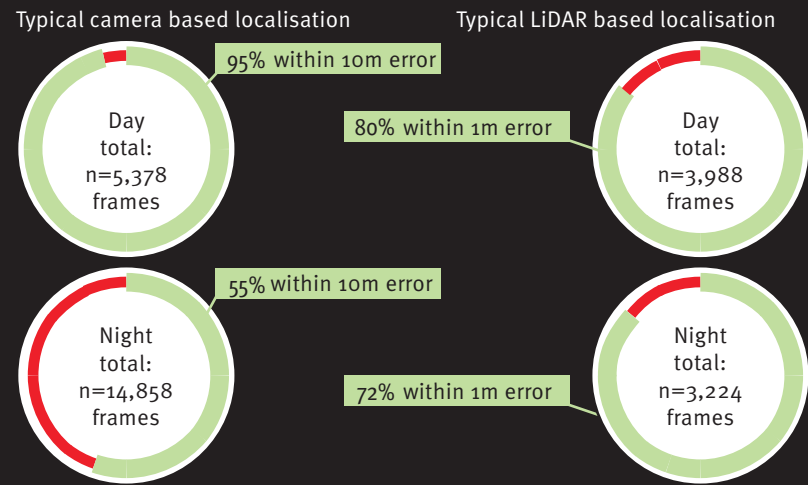 Typical camera based localisation
95% within 10m error
Day
total:
n=5,378
frames
55% within 10m error
Night
total:
n=14,858
frames
Typical LiDAR based localisation
80% within 1m error
Day
total:
n=3,988
frames
72% within 1m error
Night
total:
n=3,224
frames